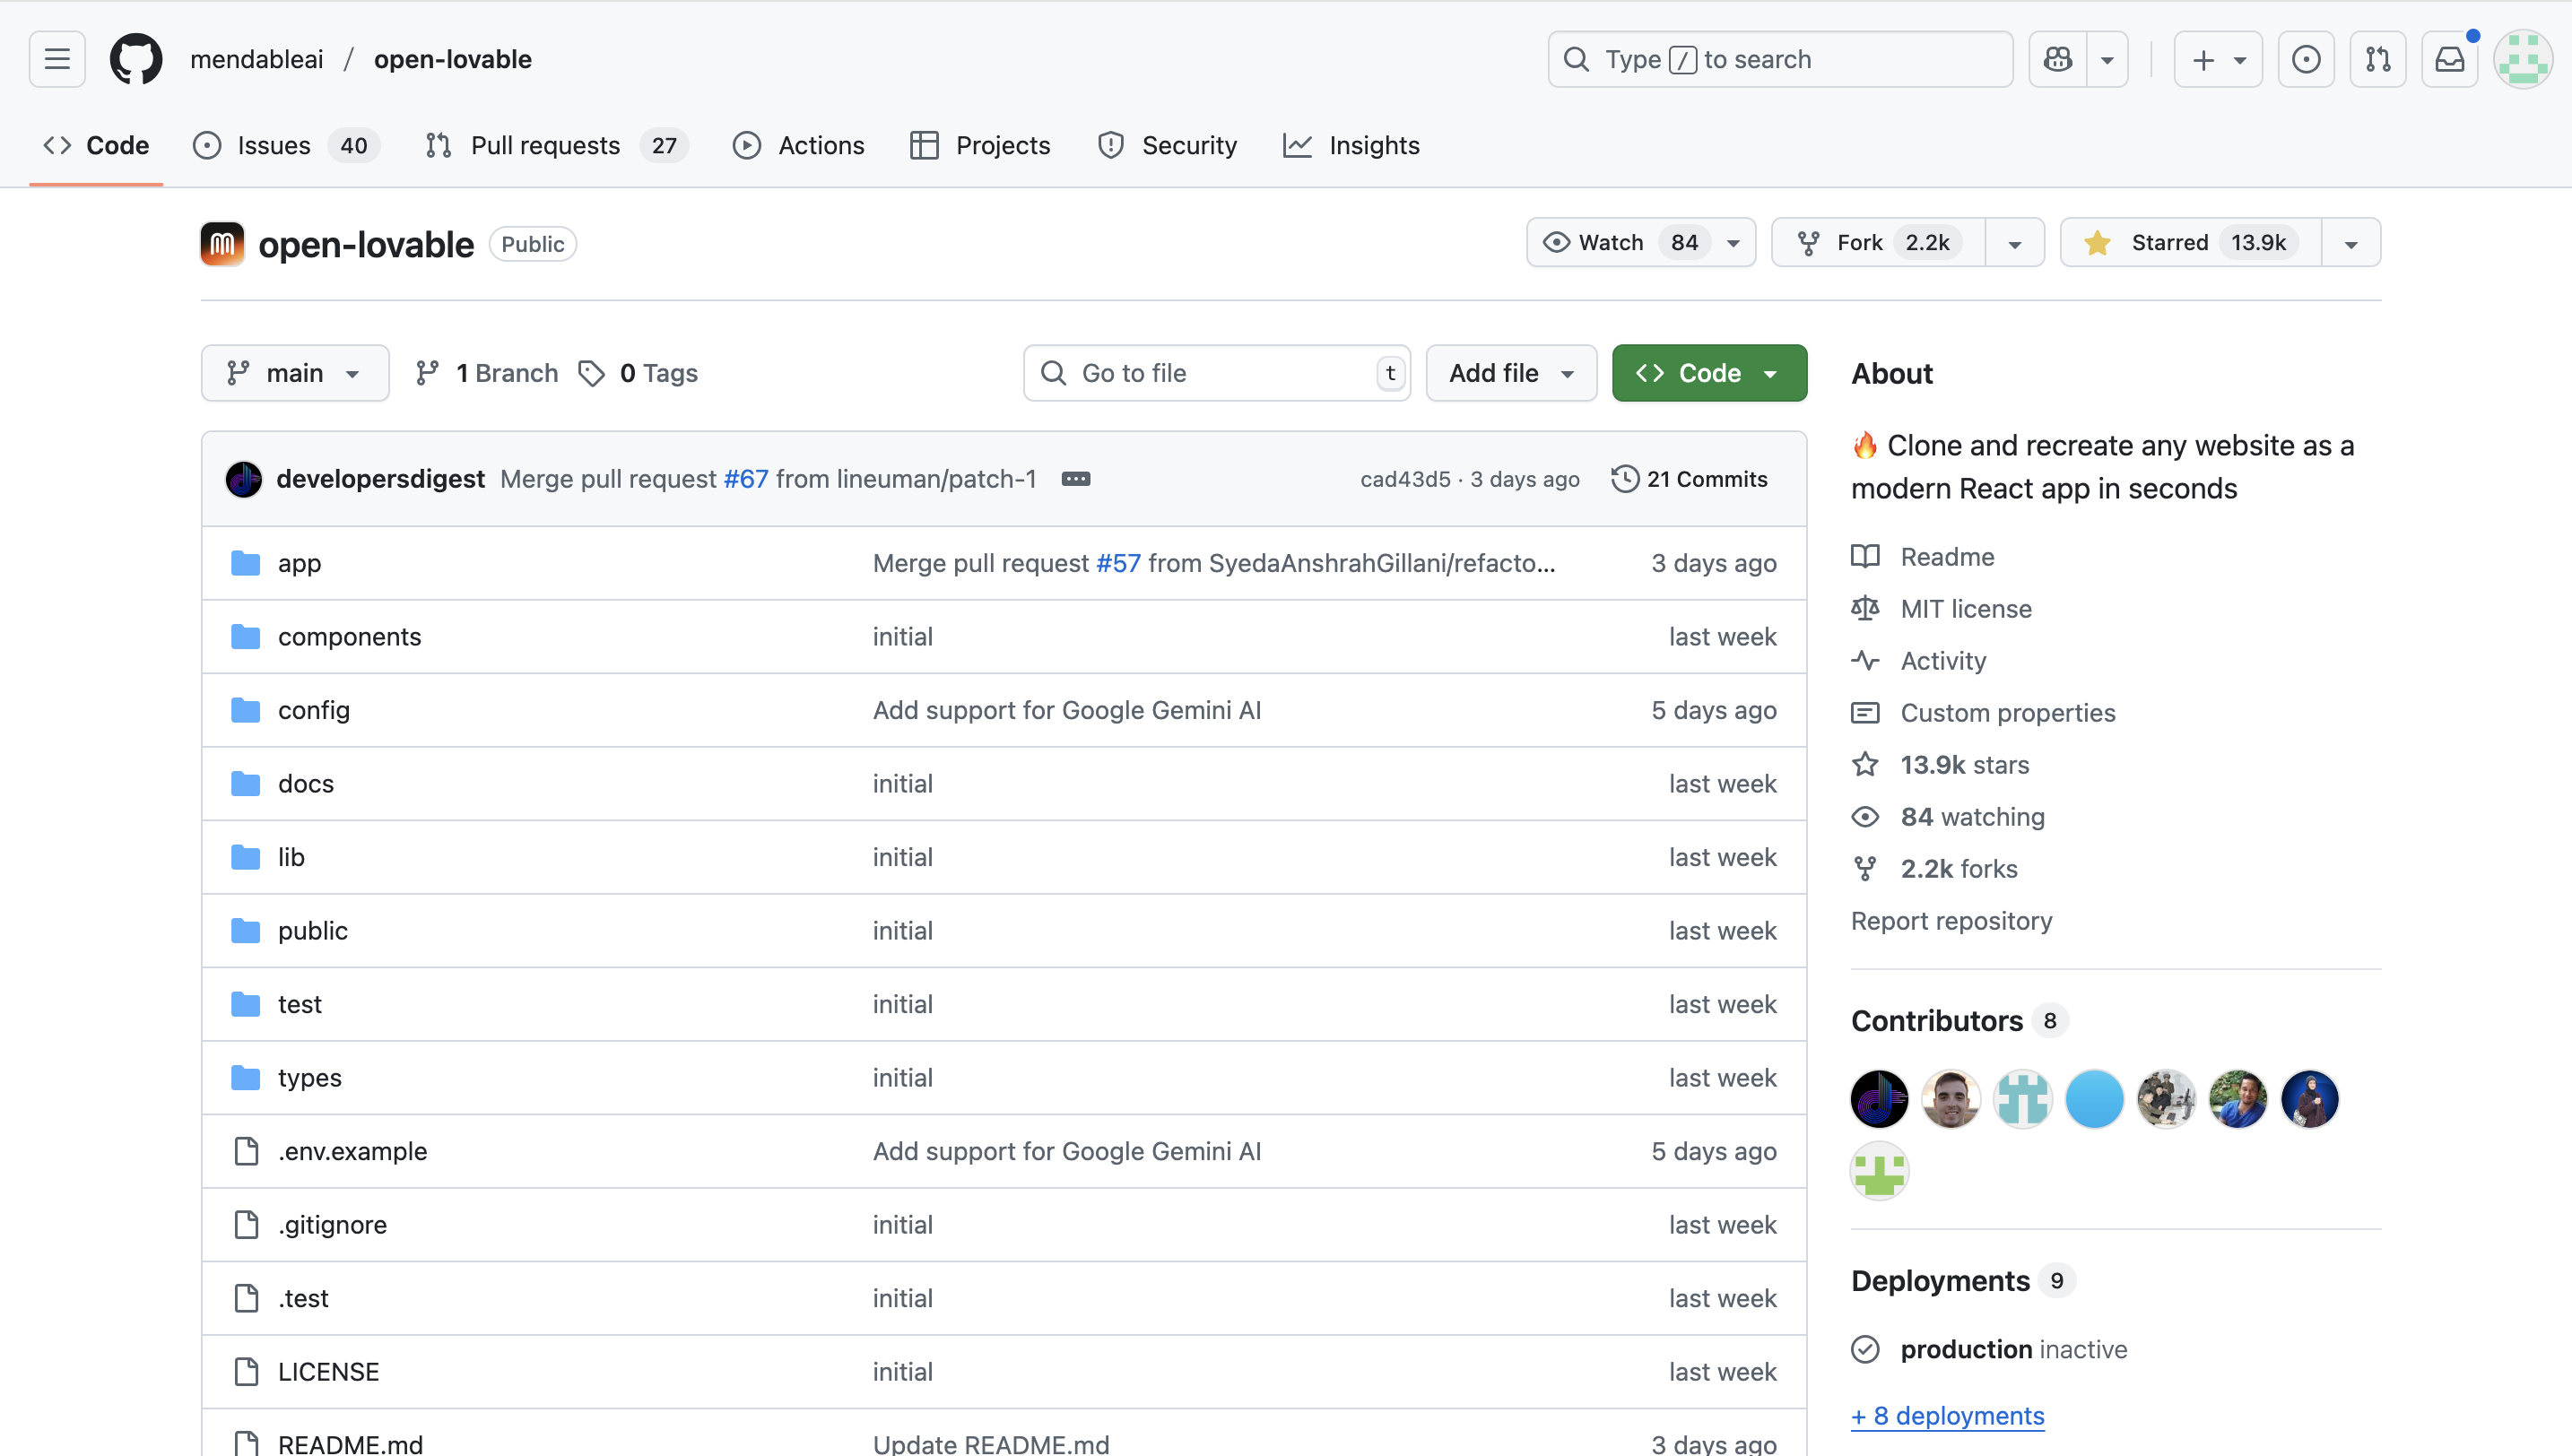 mendableai / open-lovable
Type / to search
Code
Issues 40
Pull requests 27
Actions
Projects
Security
Insights
open-lovable Public
Watch 84
Fork 2.2k
Starred 13.9k
main
1 Branch
0 Tags
Go to file t
Add file
Code
developersdigest Merge pull request #67 from lineuman/patch-1
cad43d5 · 3 days ago
21 Commits
app Merge pull request #57 from SyedaAnshrahGillani/refacto... 3 days ago
components initial last week
config Add support for Google Gemini AI 5 days ago
docs initial last week
lib initial last week
public initial last week
test initial last week
types initial last week
.env.example Add support for Google Gemini AI 5 days ago
.gitignore initial last week
.test initial last week
LICENSE initial last week
README.md Update README.md 3 days ago
About
🔥 Clone and recreate any website as a
modern React app in seconds
Readme
MIT license
Activity
Custom properties
13.9k stars
84 watching
2.2k forks
Report repository
Contributors 8
Deployments 9
production inactive
+ 8 deployments